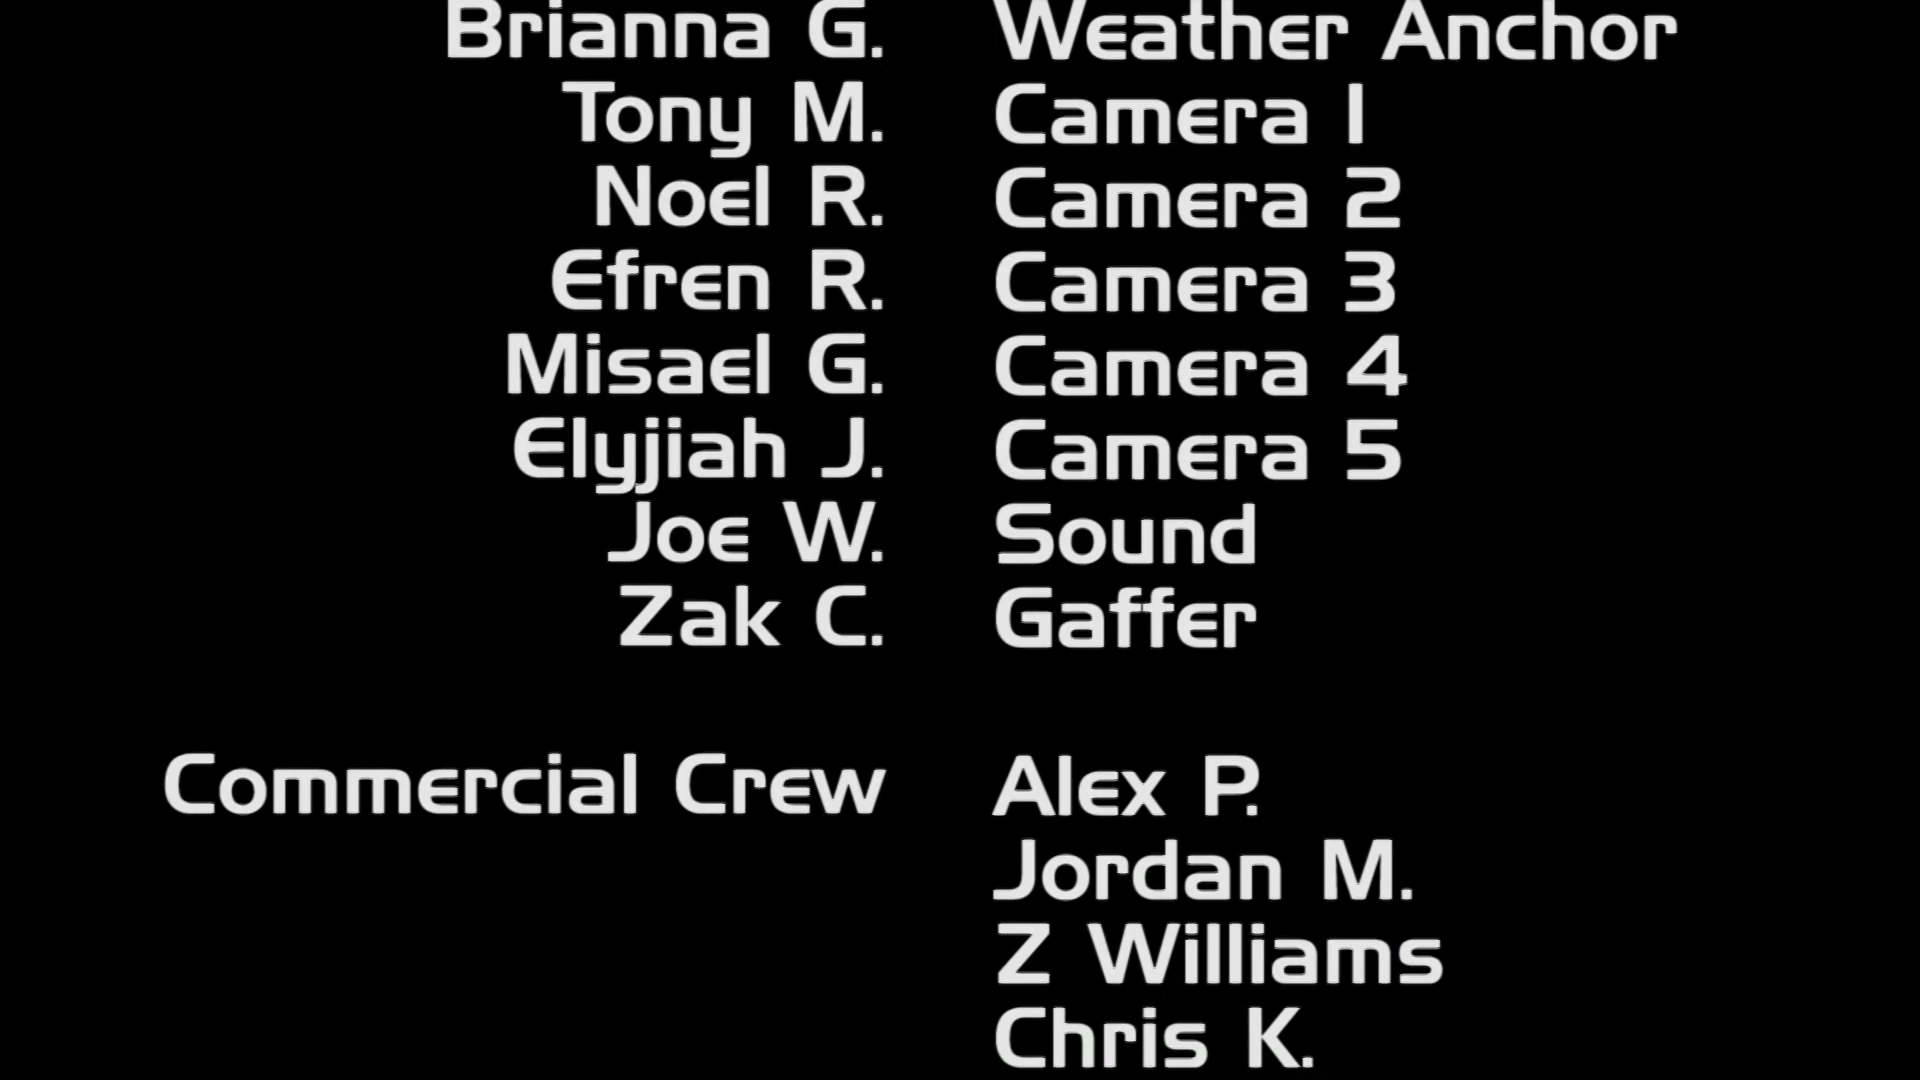 Brianna G. Weather Anchor
Tony M. Camera 1
Noel R. Camera 2
Efren R. Camera 3
Misael G. Camera 4
Elyjiah J. Camera 5
Joe W. Sound
Zak C. Gaffer
Commercial Crew Alex P.
Jordan M.
Z Williams
Chris K.